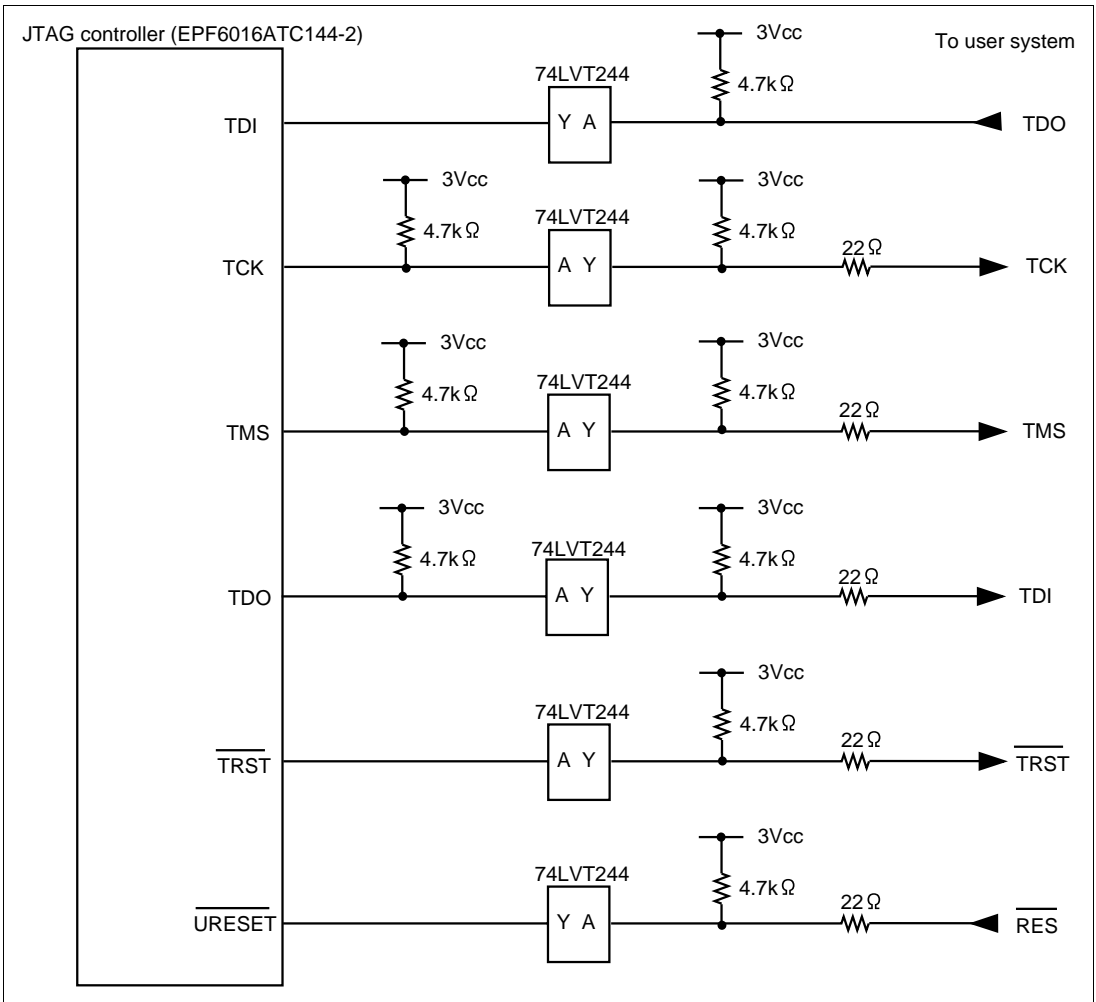 JTAG controller (EPF6016ATC144-2)
To user system
3Vcc
4.7kΩ
74LVT244
TDI
Y A
TDO
3Vcc
3Vcc
4.7kΩ
74LVT244
4.7kΩ
22Ω
TCK
A Y
TCK
3Vcc
3Vcc
4.7kΩ
74LVT244
4.7kΩ
22Ω
TMS
A Y
TMS
3Vcc
3Vcc
4.7kΩ
74LVT244
4.7kΩ
22Ω
TDO
A Y
TDI
3Vcc
74LVT244
4.7kΩ
22Ω
TRST
A Y
TRST
3Vcc
74LVT244
4.7kΩ
22Ω
URESET
Y A
RES